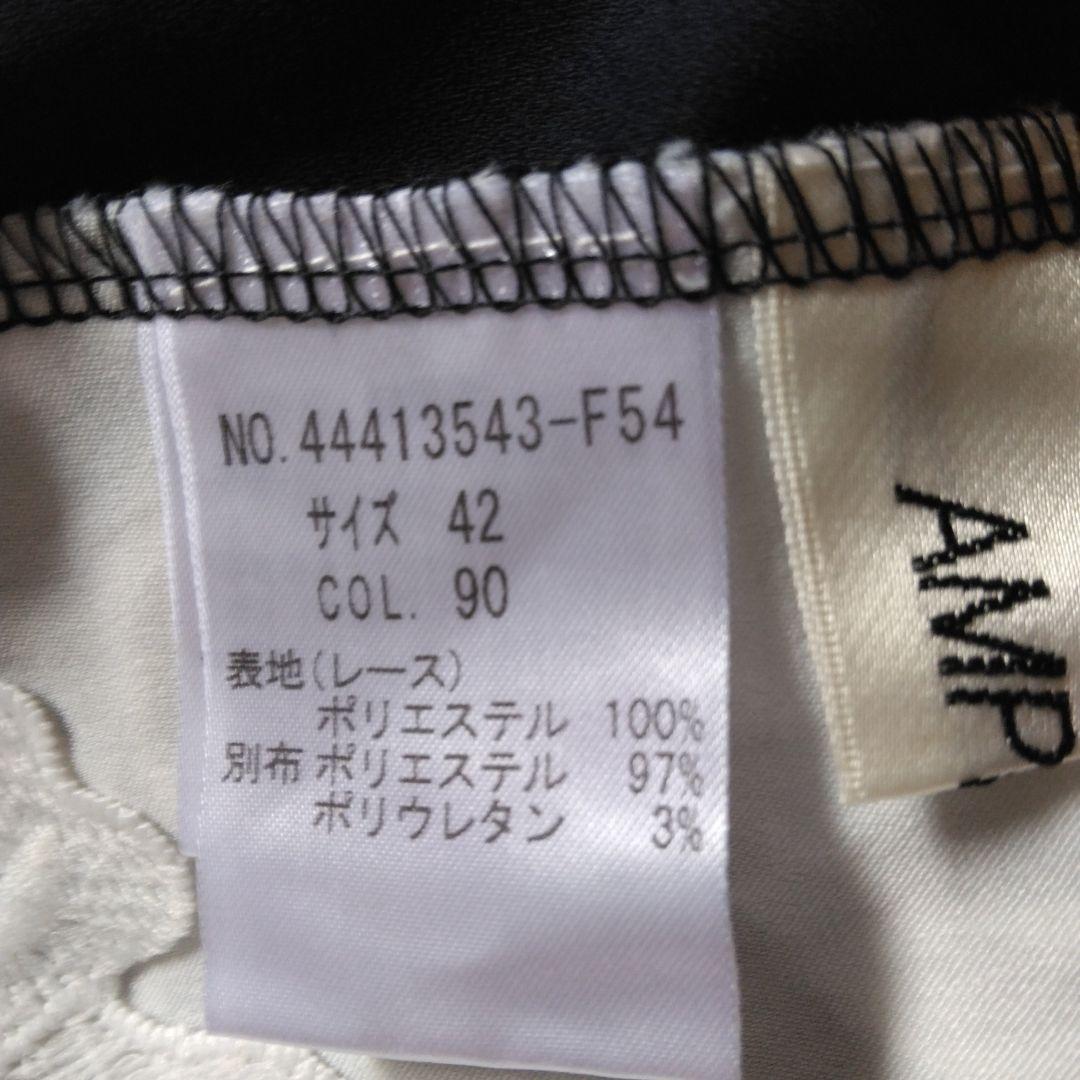 NO.44413543-F54
サイズ 42
COL. 90
表地(レース)
ポリエステル 100%
別布 ポリエステル 97%
ポリウレタン 3%
AMP